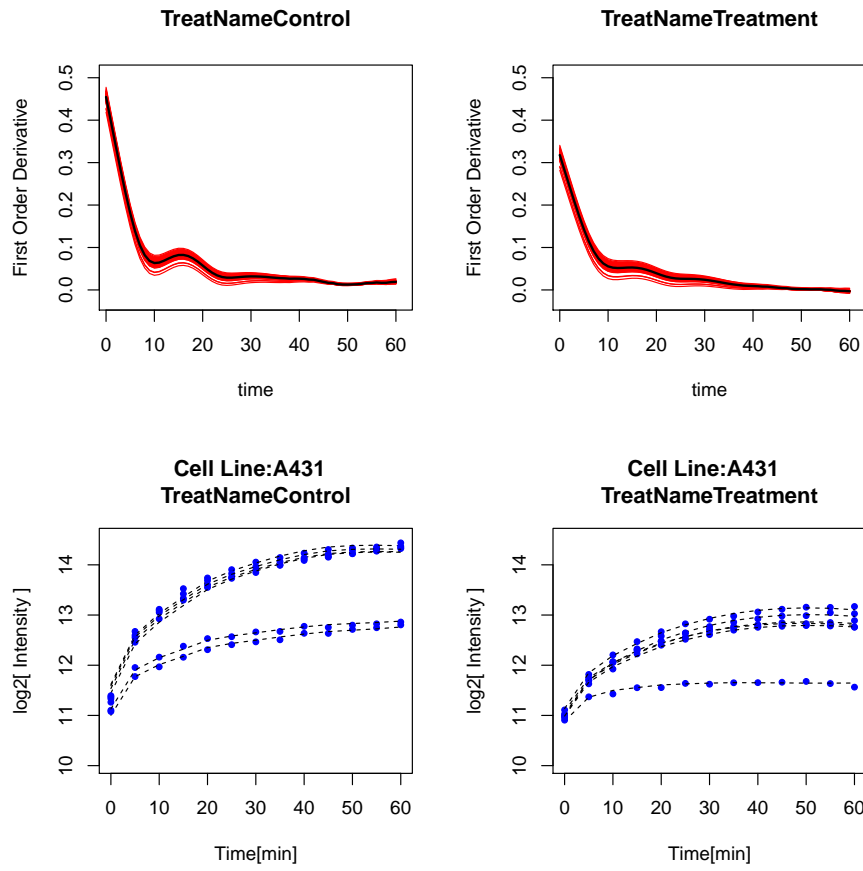 TreatNameControl
First Order Derivative
0.5
0.4
0.3
0.2
0.1
0.0
0 10 20 30 40 50 60
time
TreatNameTreatment
First Order Derivative
0.5
0.4
0.3
0.2
0.1
0.0
0 10 20 30 40 50 60
time
Cell Line:A431
TreatNameControl
log2[ Intensity ]
14
13
12
11
10
0 10 20 30 40 50 60
Time[min]
Cell Line:A431
TreatNameTreatment
log2[ Intensity ]
14
13
12
11
10
0 10 20 30 40 50 60
Time[min]